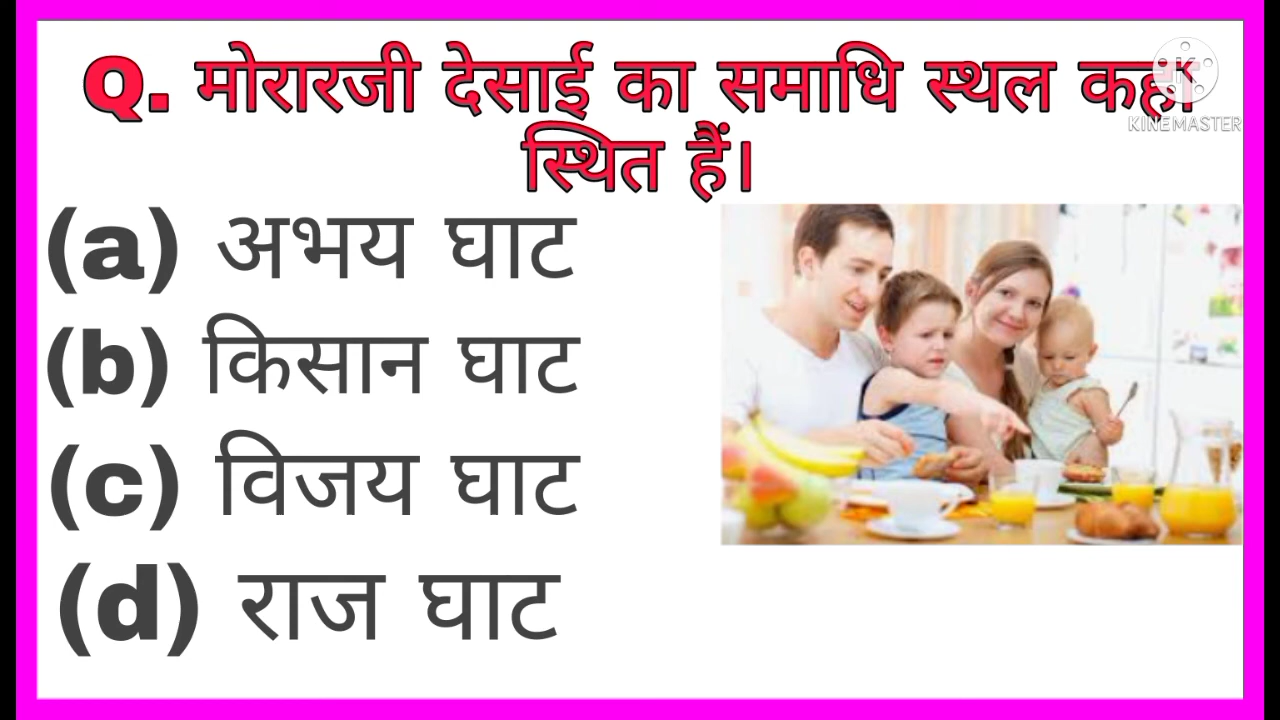 Q. मोरारजी देसाई का समाधि स्थल कहा
स्थित हैं।
(a) अभय घाट
(b) किसान घाट
(c) विजय घाट
(d) राज घाट
KINEMASTER